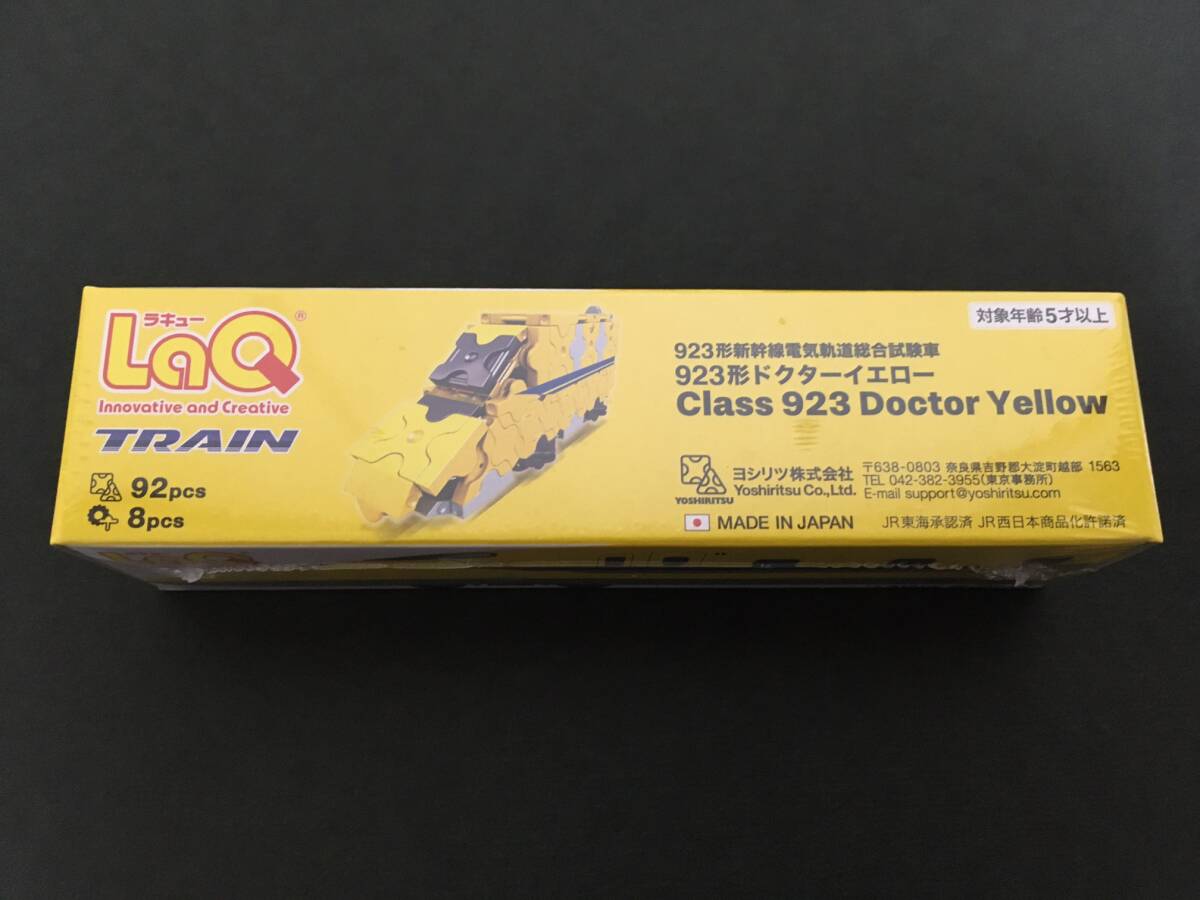 ラキュー
LaQ®
Innovative and Creative
TRAIN
92pcs
8pcs
対象年齢5才以上
923形新幹線電気軌道総合試験車
923形ドクターイエロー
Class 923 Doctor Yellow
YOSHIRITSU
ヨシリツ株式会社
Yoshiritsu Co., Ltd.
〒638-0803 奈良県吉野郡大淀町越部 1563
TEL 042-382-3955(東京事務所)
E-mail support@yoshiritsu.com
MADE IN JAPAN
JR東海承認済 JR西日本商品化許諾済